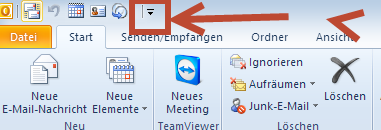 Datei Start Senden/Empfangen Ordner Ansicht
Neue
E-Mail-Nachricht
Neue
Elemente
Neu
Neues
Meeting
TeamViewer
Ignorieren
Aufräumen
Junk-E-Mail
Löschen
Löschen